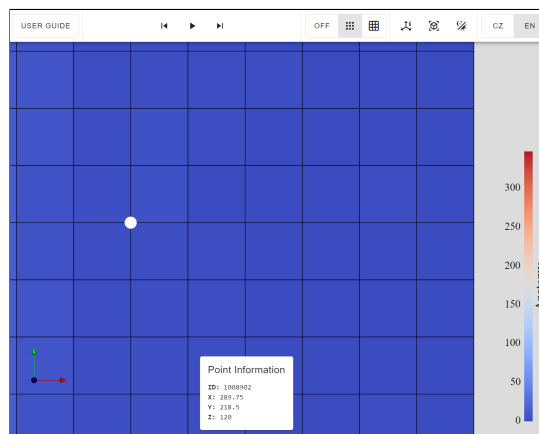 USER GUIDE
OFF
CZ
EN
300
250
200
150
100
50
0
Point Information
ID: 1008902
X: 289.75
Y: 218.5
Z: 120